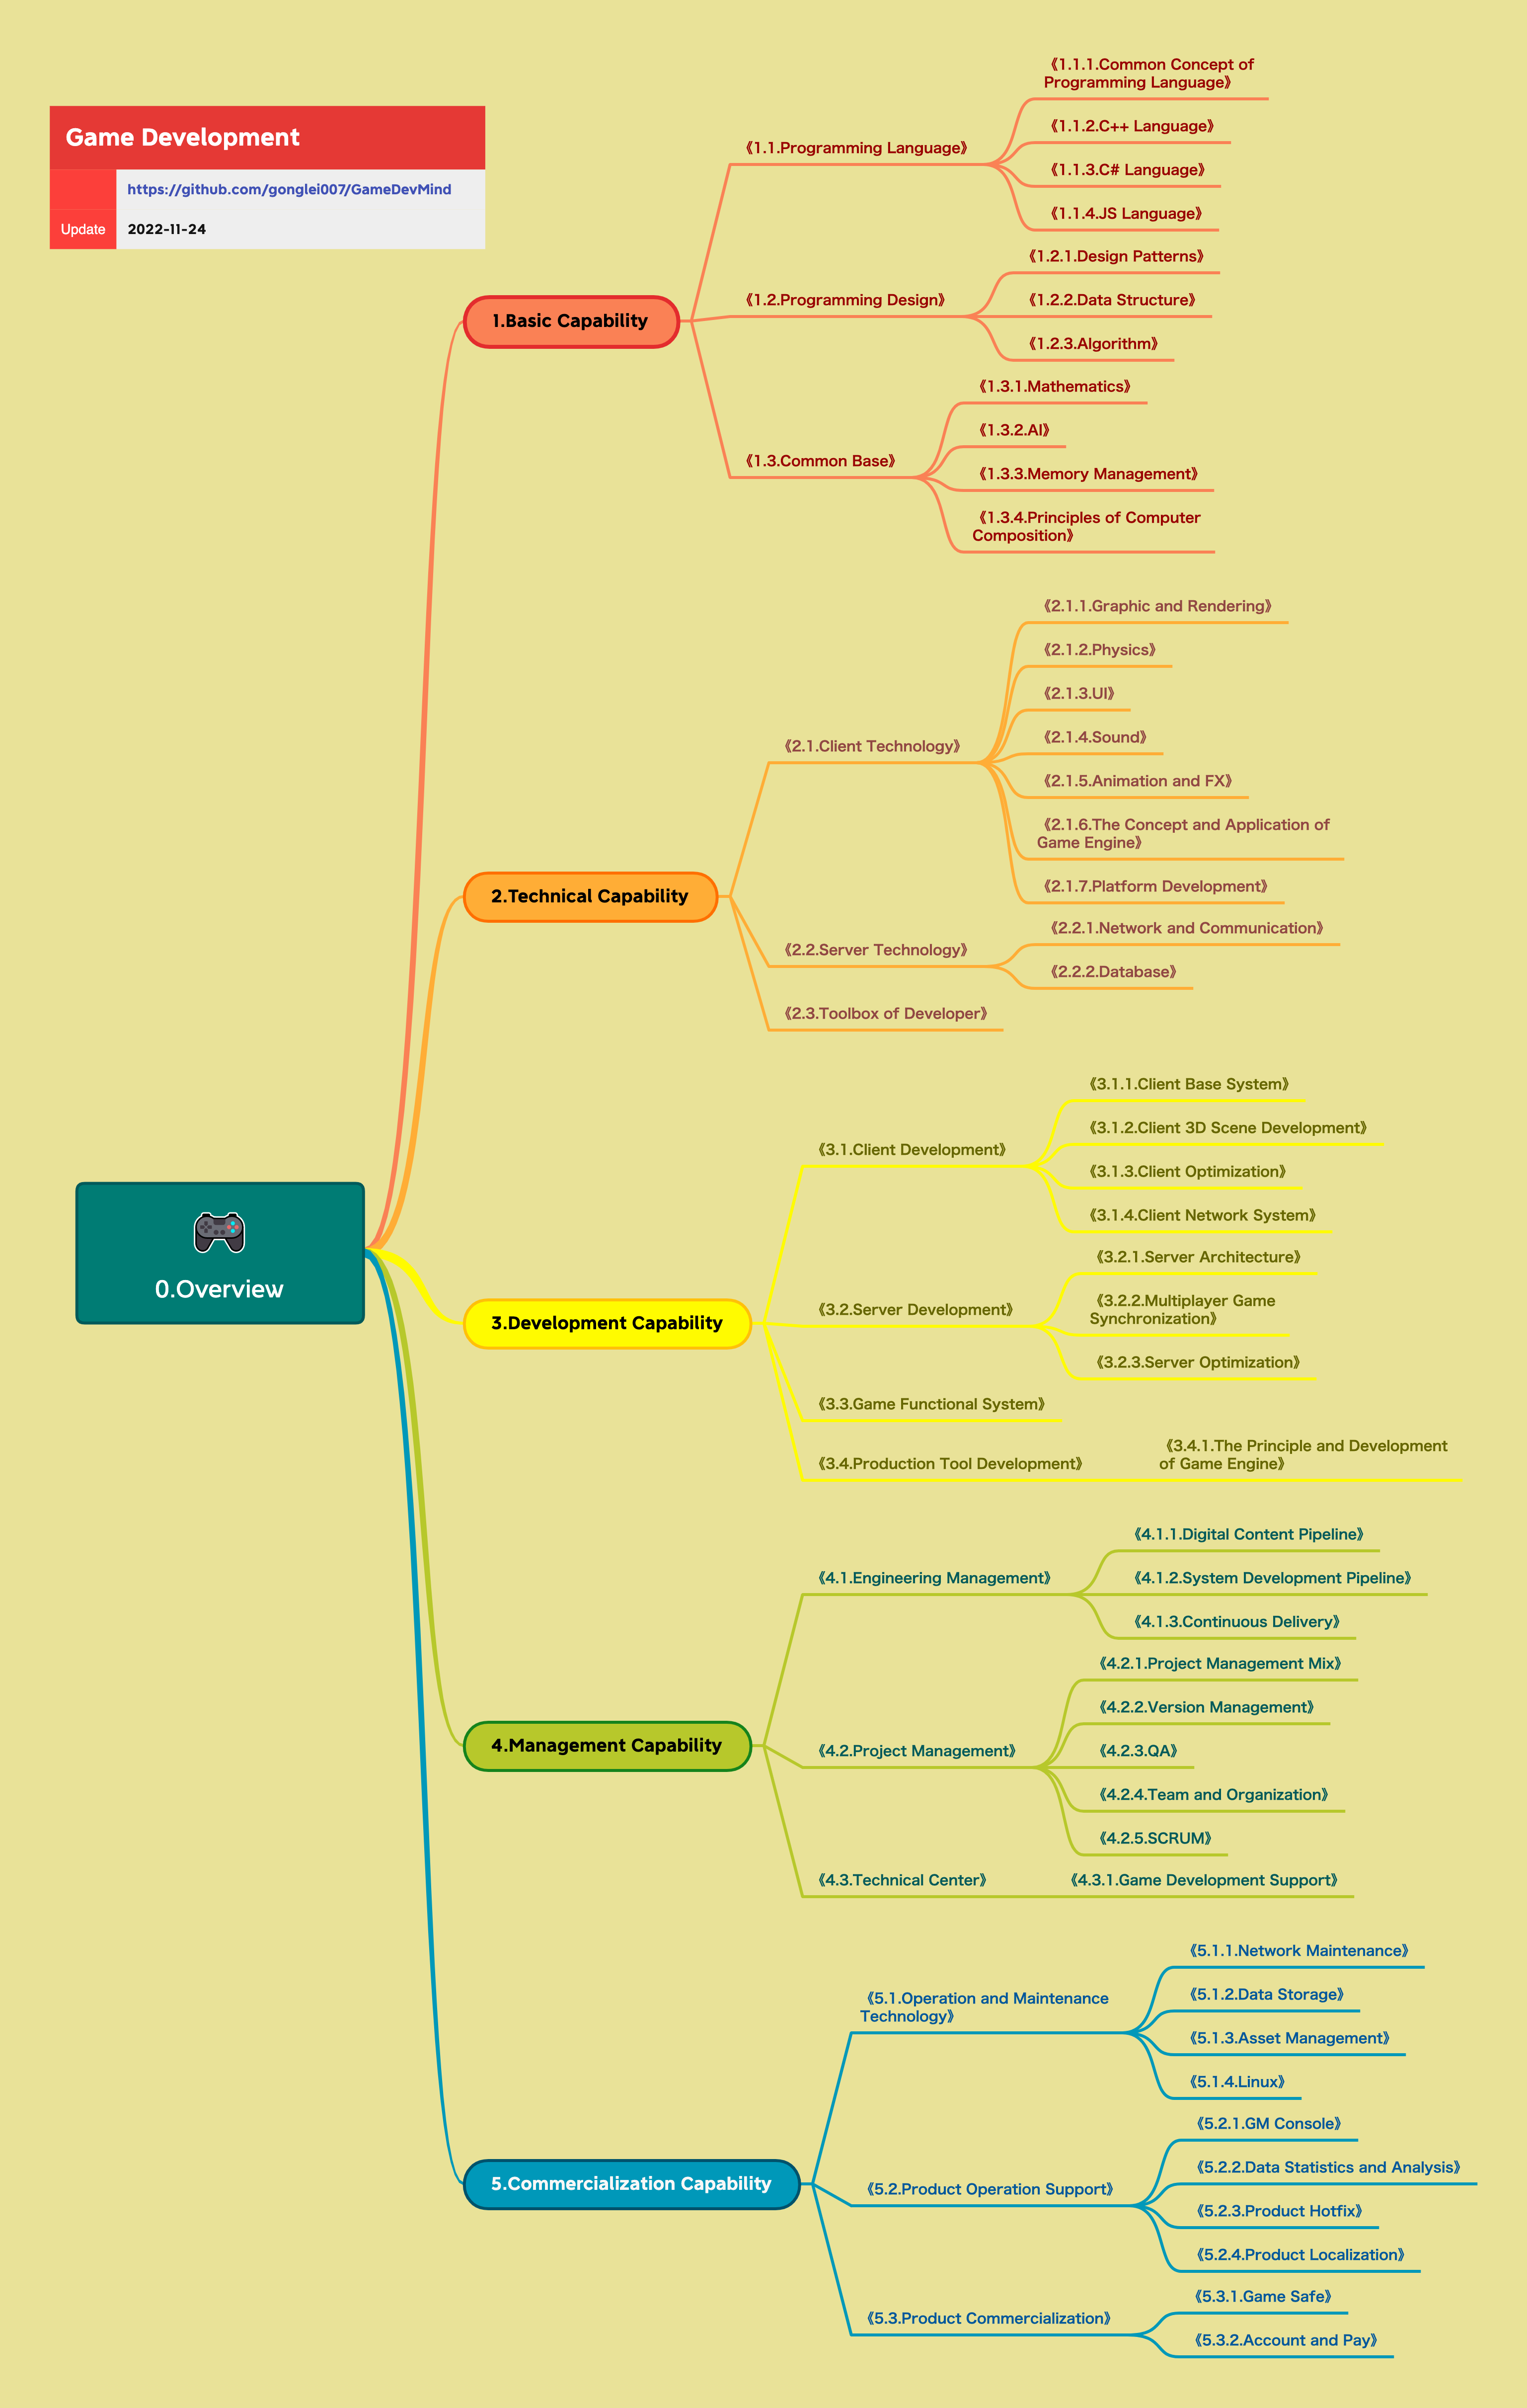 Game Development
https://github.com/gonglei007/GameDevMind
Update
2022-11-24
0.Overview
1.Basic Capability
《1.1.Programming Language》
《1.1.1.Common Concept of
Programming Language》
《1.1.2.C++ Language》
《1.1.3.C# Language》
《1.1.4.JS Language》
《1.2.Programming Design》
《1.2.1.Design Patterns》
《1.2.2.Data Structure》
《1.2.3.Algorithm》
《1.3.Common Base》
《1.3.1.Mathematics》
《1.3.2.AI》
《1.3.3.Memory Management》
《1.3.4.Principles of Computer
Composition》
2.Technical Capability
《2.1.Client Technology》
《2.1.1.Graphic and Rendering》
《2.1.2.Physics》
《2.1.3.UI》
《2.1.4.Sound》
《2.1.5.Animation and FX》
《2.1.6.The Concept and Application of
Game Engine》
《2.1.7.Platform Development》
《2.2.Server Technology》
《2.2.1.Network and Communication》
《2.2.2.Database》
《2.3.Toolbox of Developer》
3.Development Capability
《3.1.Client Development》
《3.1.1.Client Base System》
《3.1.2.Client 3D Scene Development》
《3.1.3.Client Optimization》
《3.1.4.Client Network System》
《3.2.Server Development》
《3.2.1.Server Architecture》
《3.2.2.Multiplayer Game
Synchronization》
《3.2.3.Server Optimization》
《3.3.Game Functional System》
《3.4.Production Tool Development》
《3.4.1.The Principle and Development
of Game Engine》
4.Management Capability
《4.1.Engineering Management》
《4.1.1.Digital Content Pipeline》
《4.1.2.System Development Pipeline》
《4.1.3.Continuous Delivery》
《4.2.Project Management》
《4.2.1.Project Management Mix》
《4.2.2.Version Management》
《4.2.3.QA》
《4.2.4.Team and Organization》
《4.2.5.SCRUM》
《4.3.Technical Center》
《4.3.1.Game Development Support》
5.Commercialization Capability
《5.1.Operation and Maintenance
Technology》
《5.1.1.Network Maintenance》
《5.1.2.Data Storage》
《5.1.3.Asset Management》
《5.1.4.Linux》
《5.2.Product Operation Support》
《5.2.1.GM Console》
《5.2.2.Data Statistics and Analysis》
《5.2.3.Product Hotfix》
《5.2.4.Product Localization》
《5.3.Product Commercialization》
《5.3.1.Game Safe》
《5.3.2.Account and Pay》